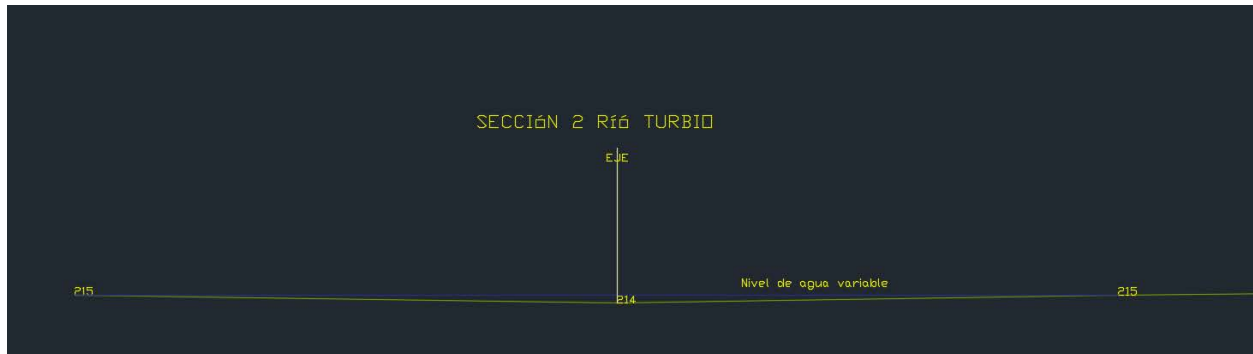 SECCIóN 2 Ríó TURBIO
EJE
Nivel de agua variable
215
214
215